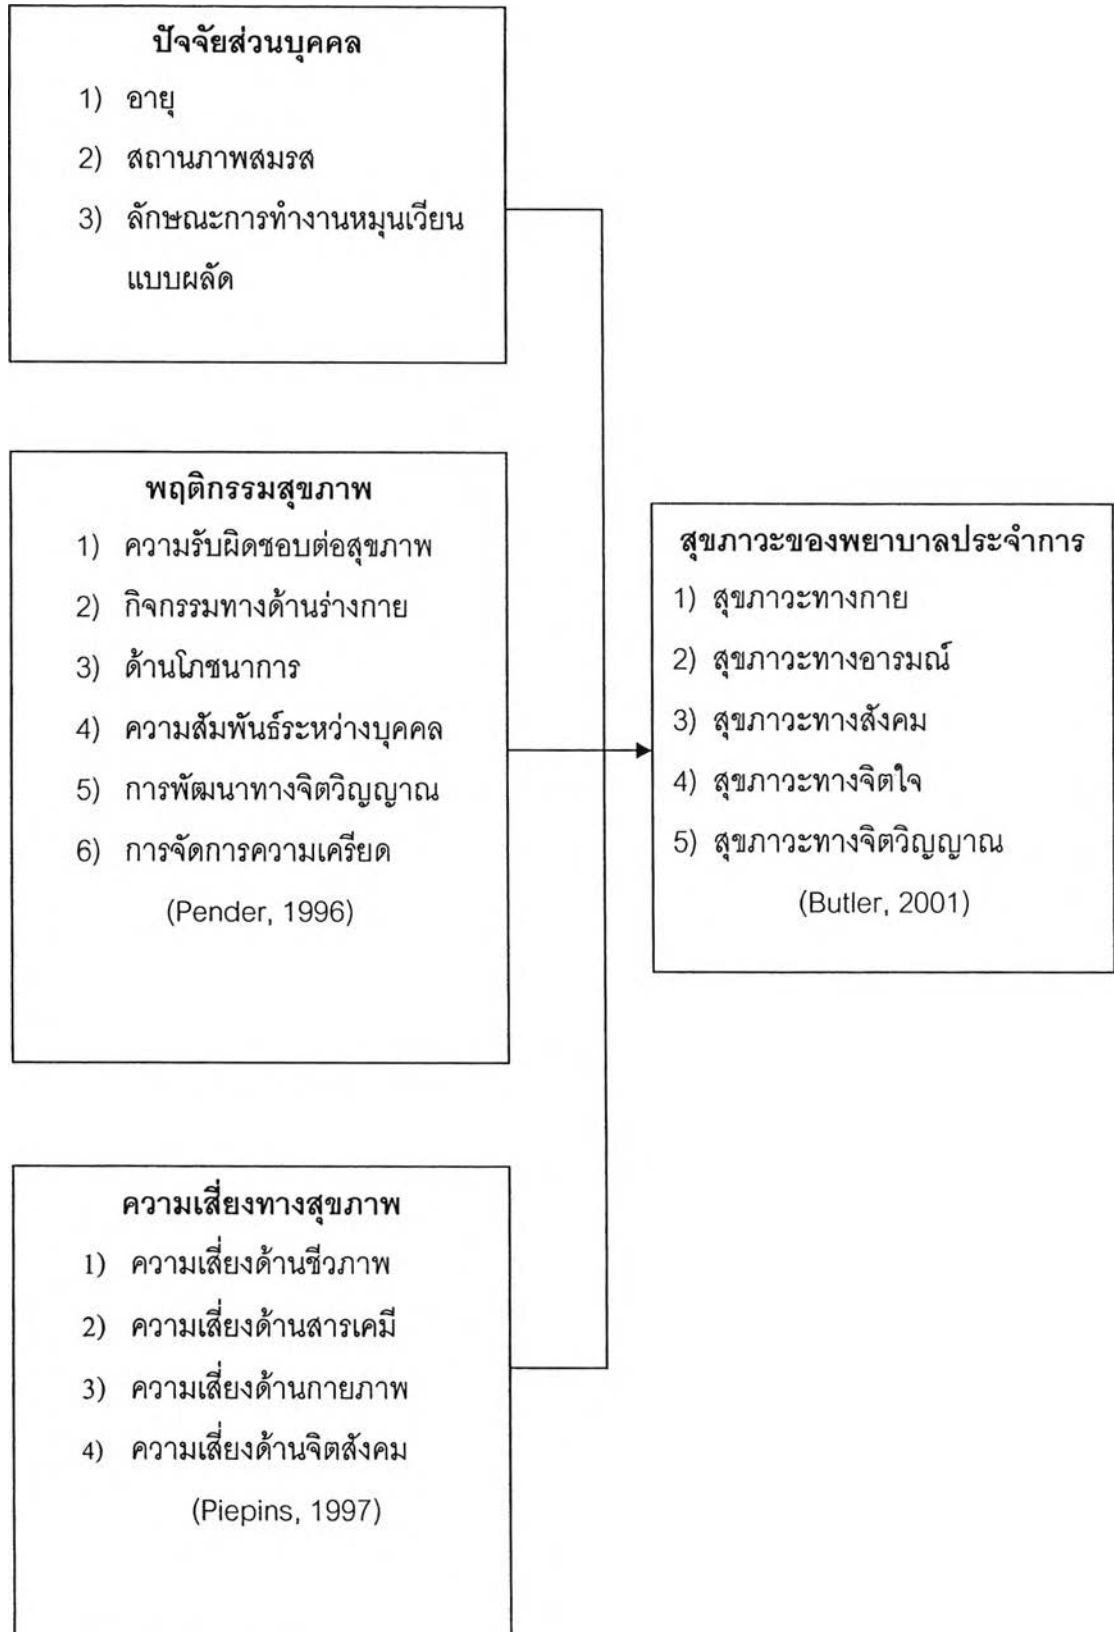 ปัจจัยส่วนบุคคล
1) อายุ
2) สถานภาพสมรส
3) ลักษณะการทำงานหมุนเวียน
แบบผลัด
พฤติกรรมสุขภาพ
1) ความรับผิดชอบต่อสุขภาพ
2) กิจกรรมทางด้านร่างกาย
3) ด้านโภชนาการ
4) ความสัมพันธ์ระหว่างบุคคล
5) การพัฒนาทางจิตวิญญาณ
6) การจัดการความเครียด
(Pender, 1996)
สุขภาวะของพยาบาลประจำการ
1) สุขภาวะทางกาย
2) สุขภาวะทางอารมณ์
3) สุขภาวะทางสังคม
4) สุขภาวะทางจิตใจ
5) สุขภาวะทางจิตวิญญาณ
(Butler, 2001)
ความเสี่ยงทางสุขภาพ
1) ความเสี่ยงด้านชีวภาพ
2) ความเสี่ยงด้านสารเคมี
3) ความเสี่ยงด้านกายภาพ
4) ความเสี่ยงด้านจิตสังคม
(Piepins, 1997)